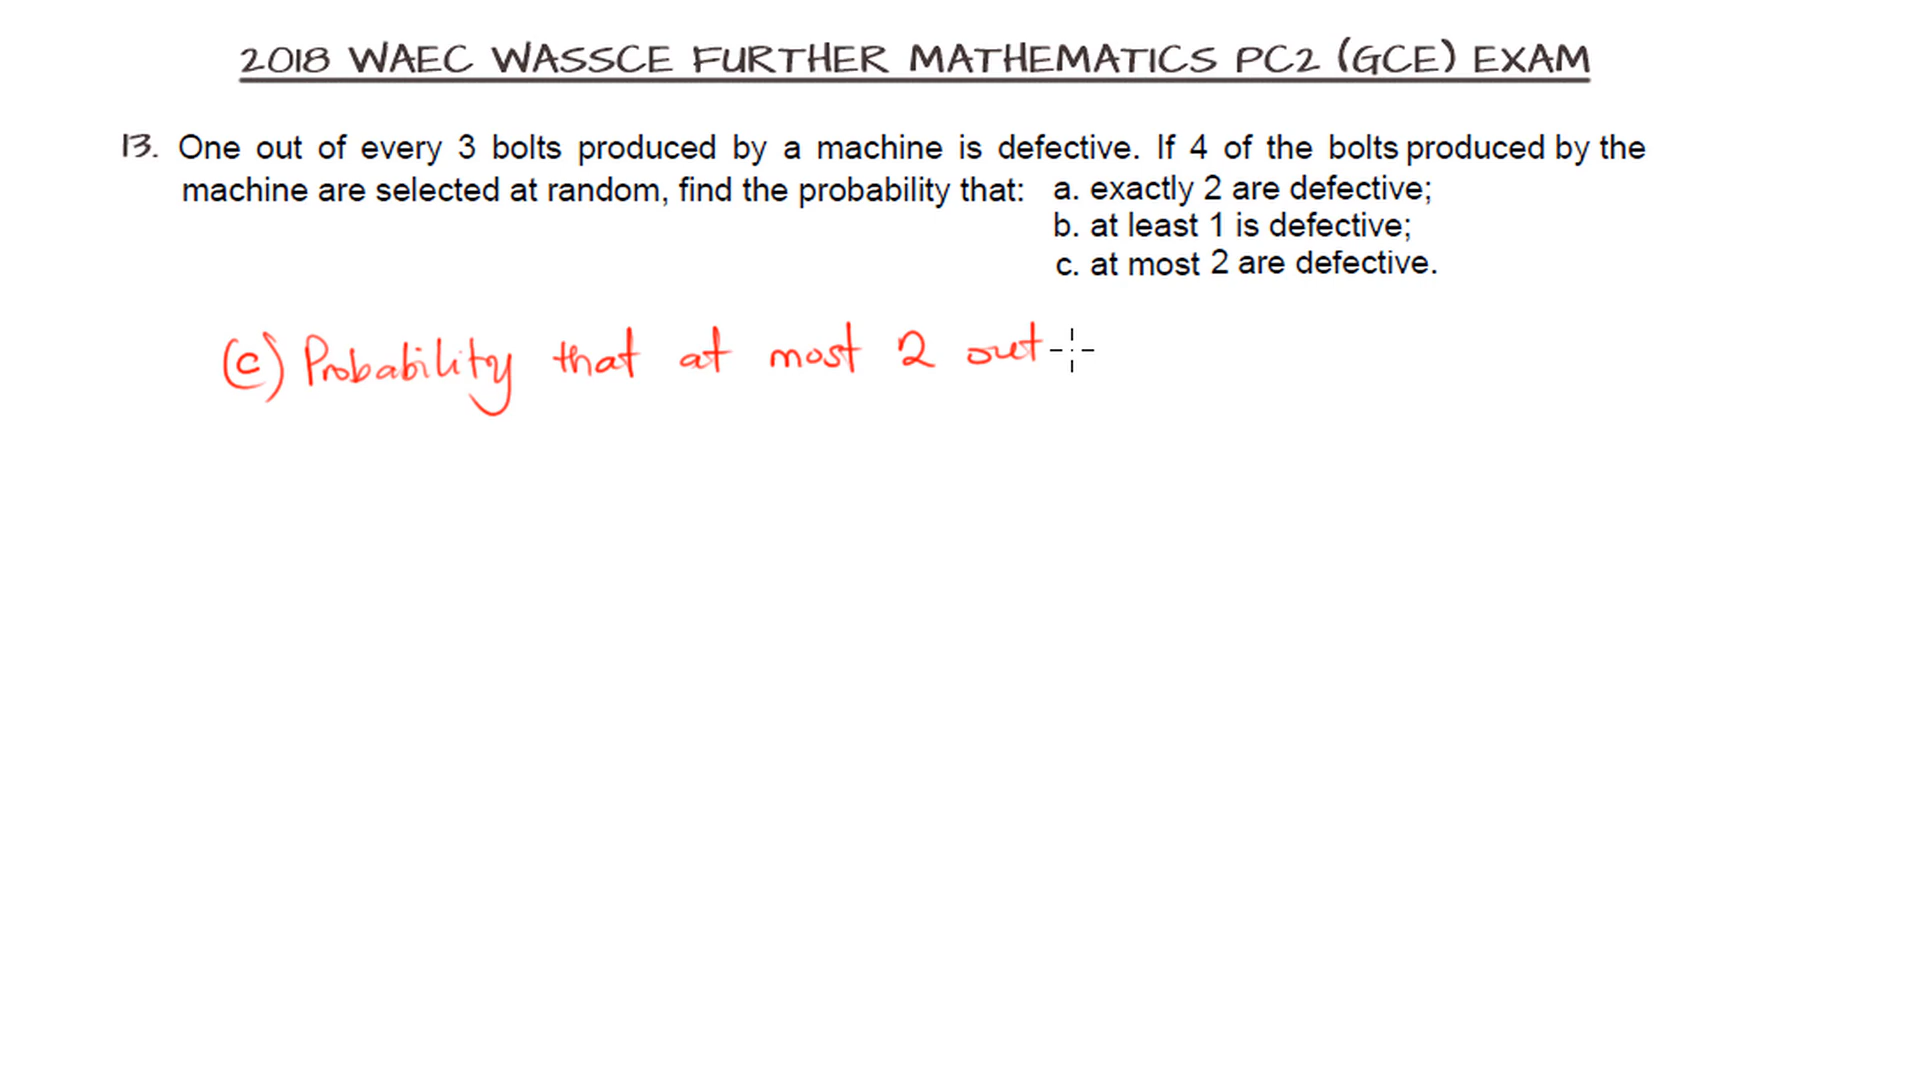 2018 WAEC WASSCE FURTHER MATHEMATICS PC2 (GCE) EXAM
13. One out of every 3 bolts produced by a machine is defective. If 4 of the bolts produced by the
machine are selected at random, find the probability that: a. exactly 2 are defective;
b. at least 1 is defective;
c. at most 2 are defective.
(c) Probability that at most 2 out